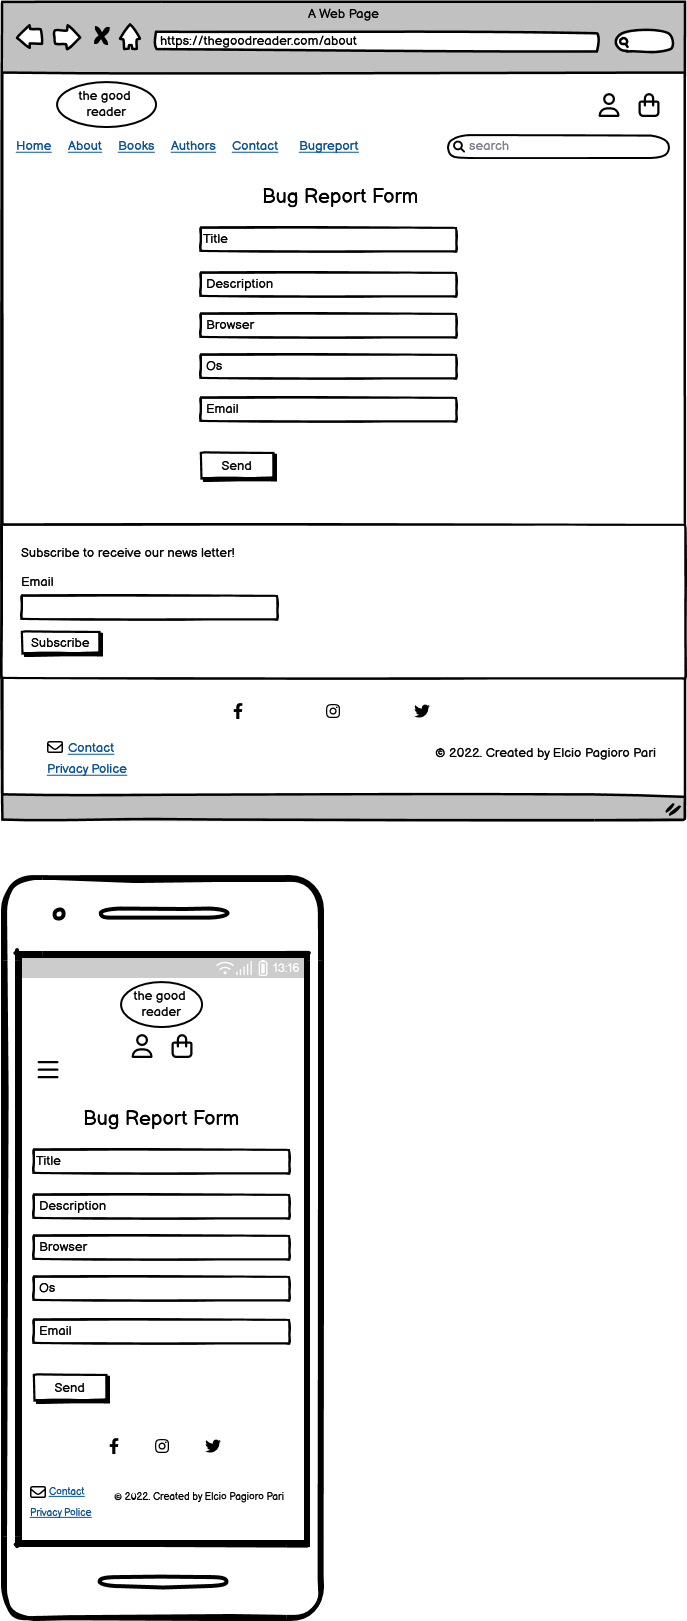 A Web Page
https://thegoodreader.com/about
the good
reader
Home About Books Authors Contact Bugreport
search
Bug Report Form
Title
Description
Browser
Os
Email
Send
Subscribe to receive our news letter!
Email
Subscribe
Contact
© 2022. Created by Elcio Pagioro Pari
Privacy Police
13:16
the good
reader
Bug Report Form
Title
Description
Browser
Os
Email
Send
Contact
© 2022. Created by Elcio Pagioro Pari
Privacy Police